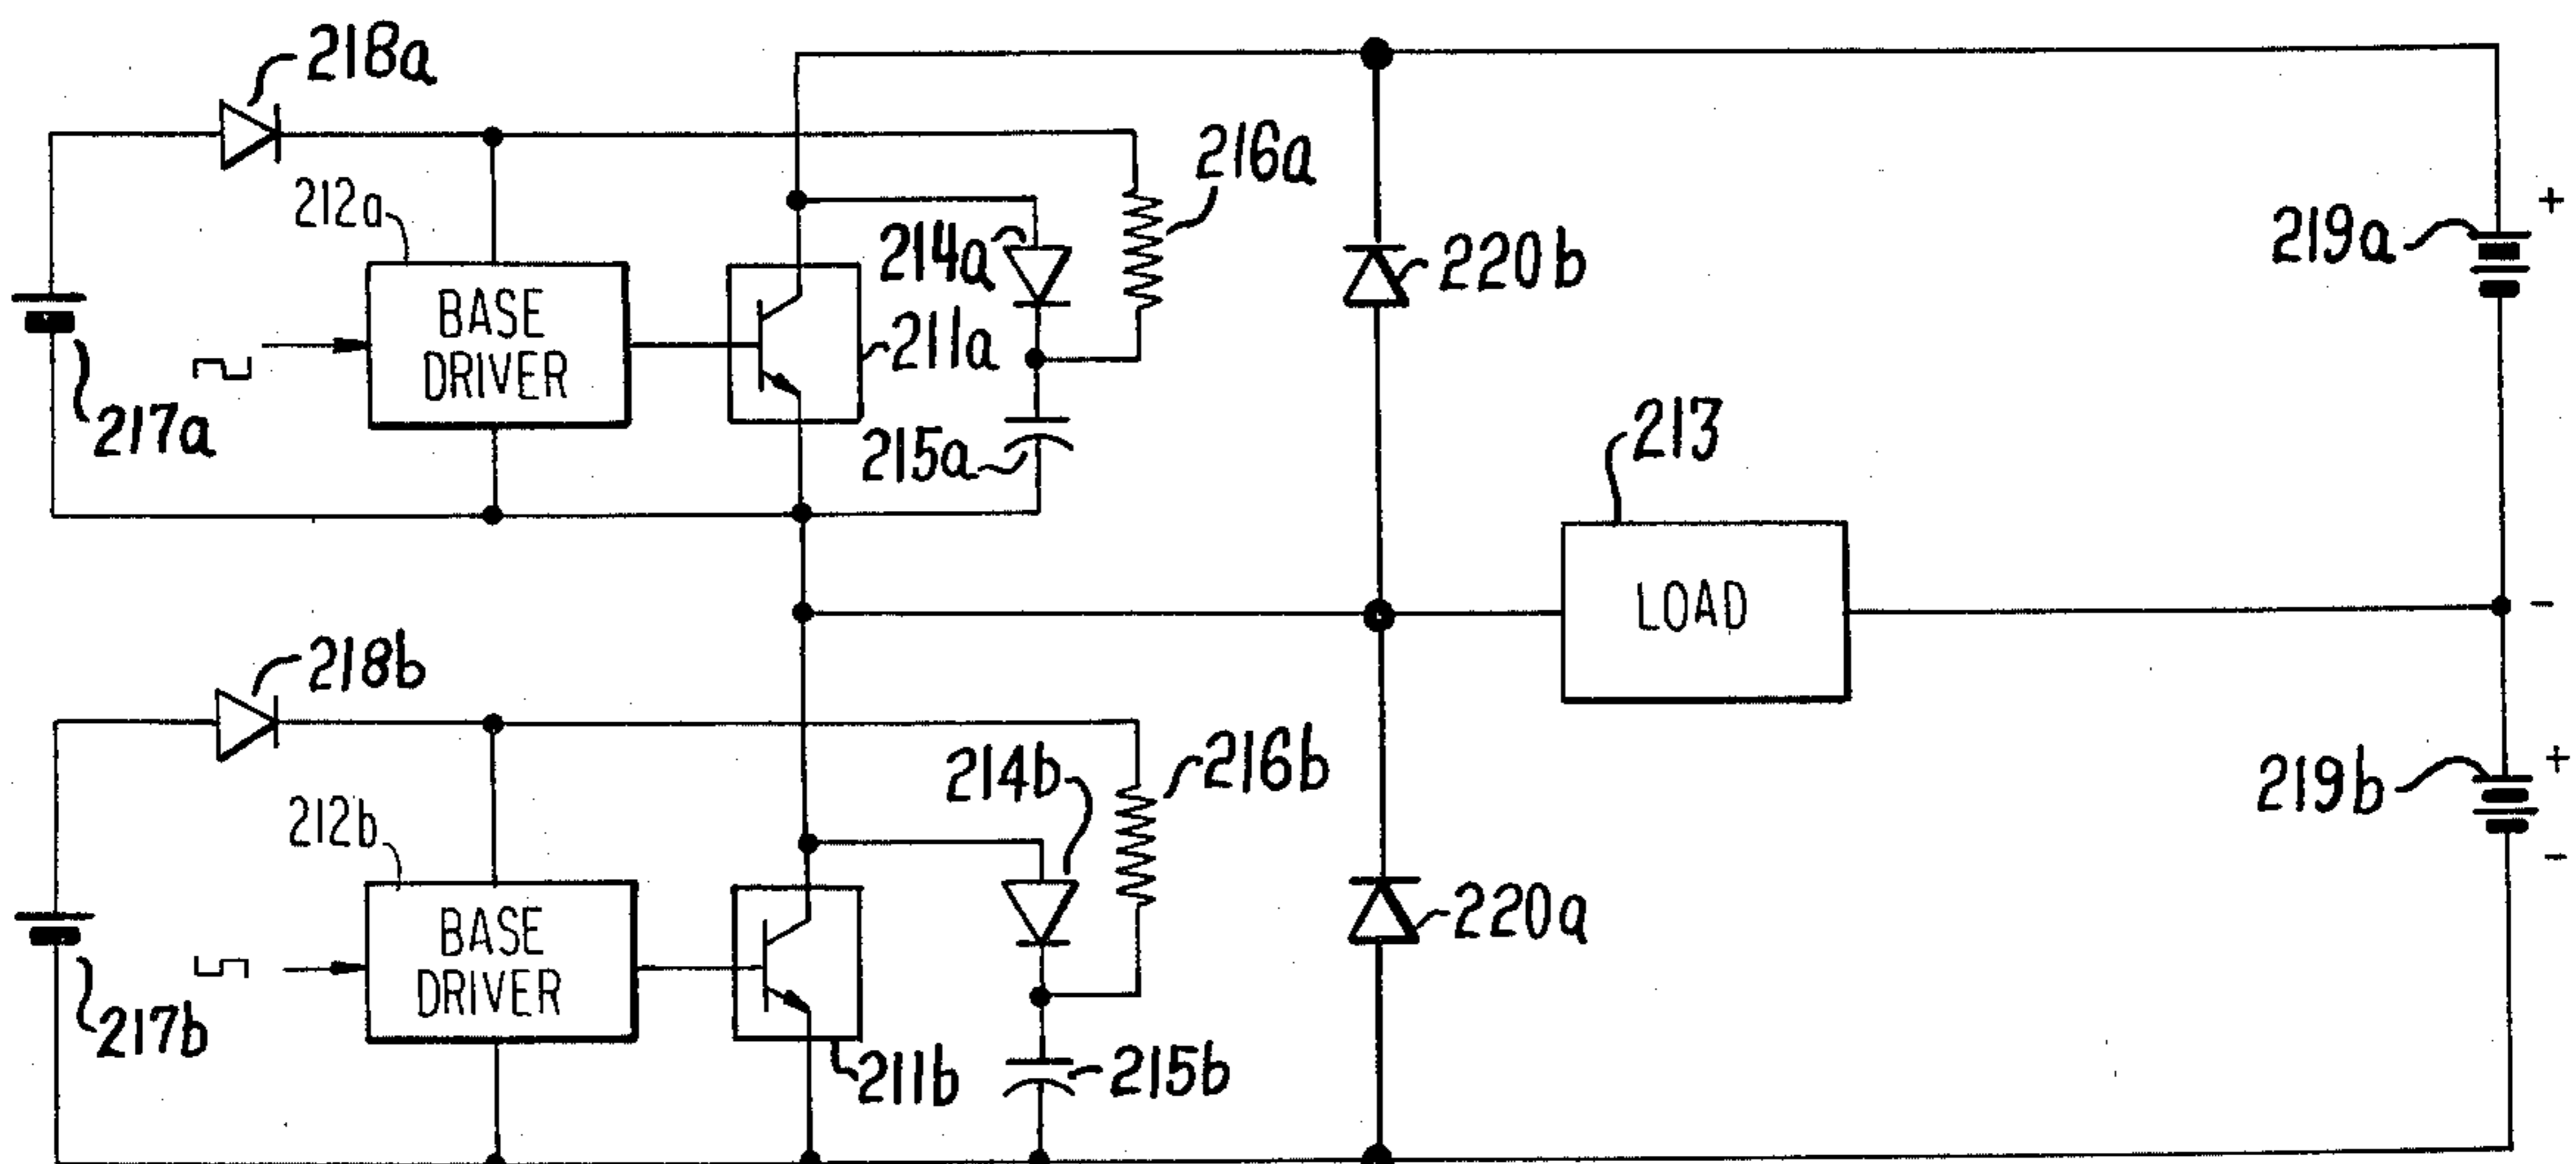 218a
216a
212a
214a
220b
219a
+
BASE
DRIVER
211a
217a
215a
213
LOAD
-
218b
214b
216b
219b
+
212b
-
BASE
DRIVER
220a
217b
211b
215b